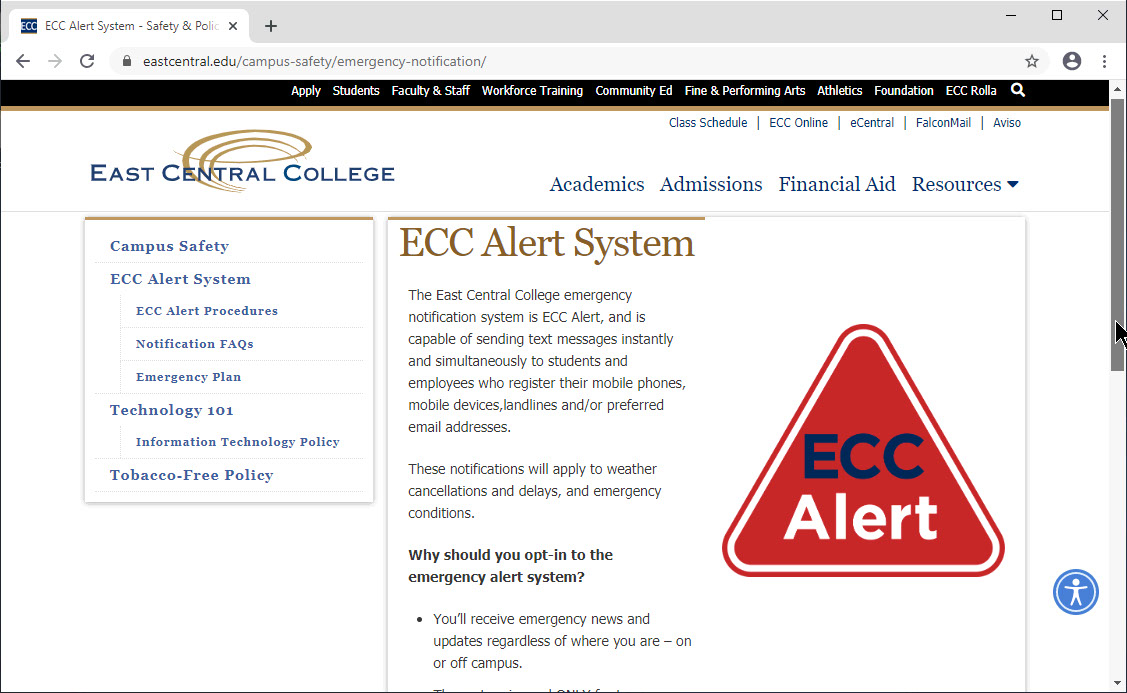 ECC
ECC Alert System - Safety & Polic
eastcentral.edu/campus-safety/emergency-notification/
Apply Students Faculty & Staff Workforce Training Community Ed Fine & Performing Arts Athletics Foundation ECC Rolla
Class Schedule | ECC Online | eCentral | FalconMail | Aviso
EAST CENTRAL COLLEGE
Academics Admissions Financial Aid Resources
Campus Safety
ECC Alert System
ECC Alert Procedures
Notification FAQs
Emergency Plan
Technology 101
Information Technology Policy
Tobacco-Free Policy
ECC Alert System
The East Central College emergency
notification system is ECC Alert, and is
capable of sending text messages instantly
and simultaneously to students and
employees who register their mobile phones,
mobile devices,landlines and/or preferred
email addresses.
These notifications will apply to weather
cancellations and delays, and emergency
conditions.
Why should you opt-in to the
emergency alert system?
• You’ll receive emergency news and
updates regardless of where you are – on
or off campus.
ECC
Alert